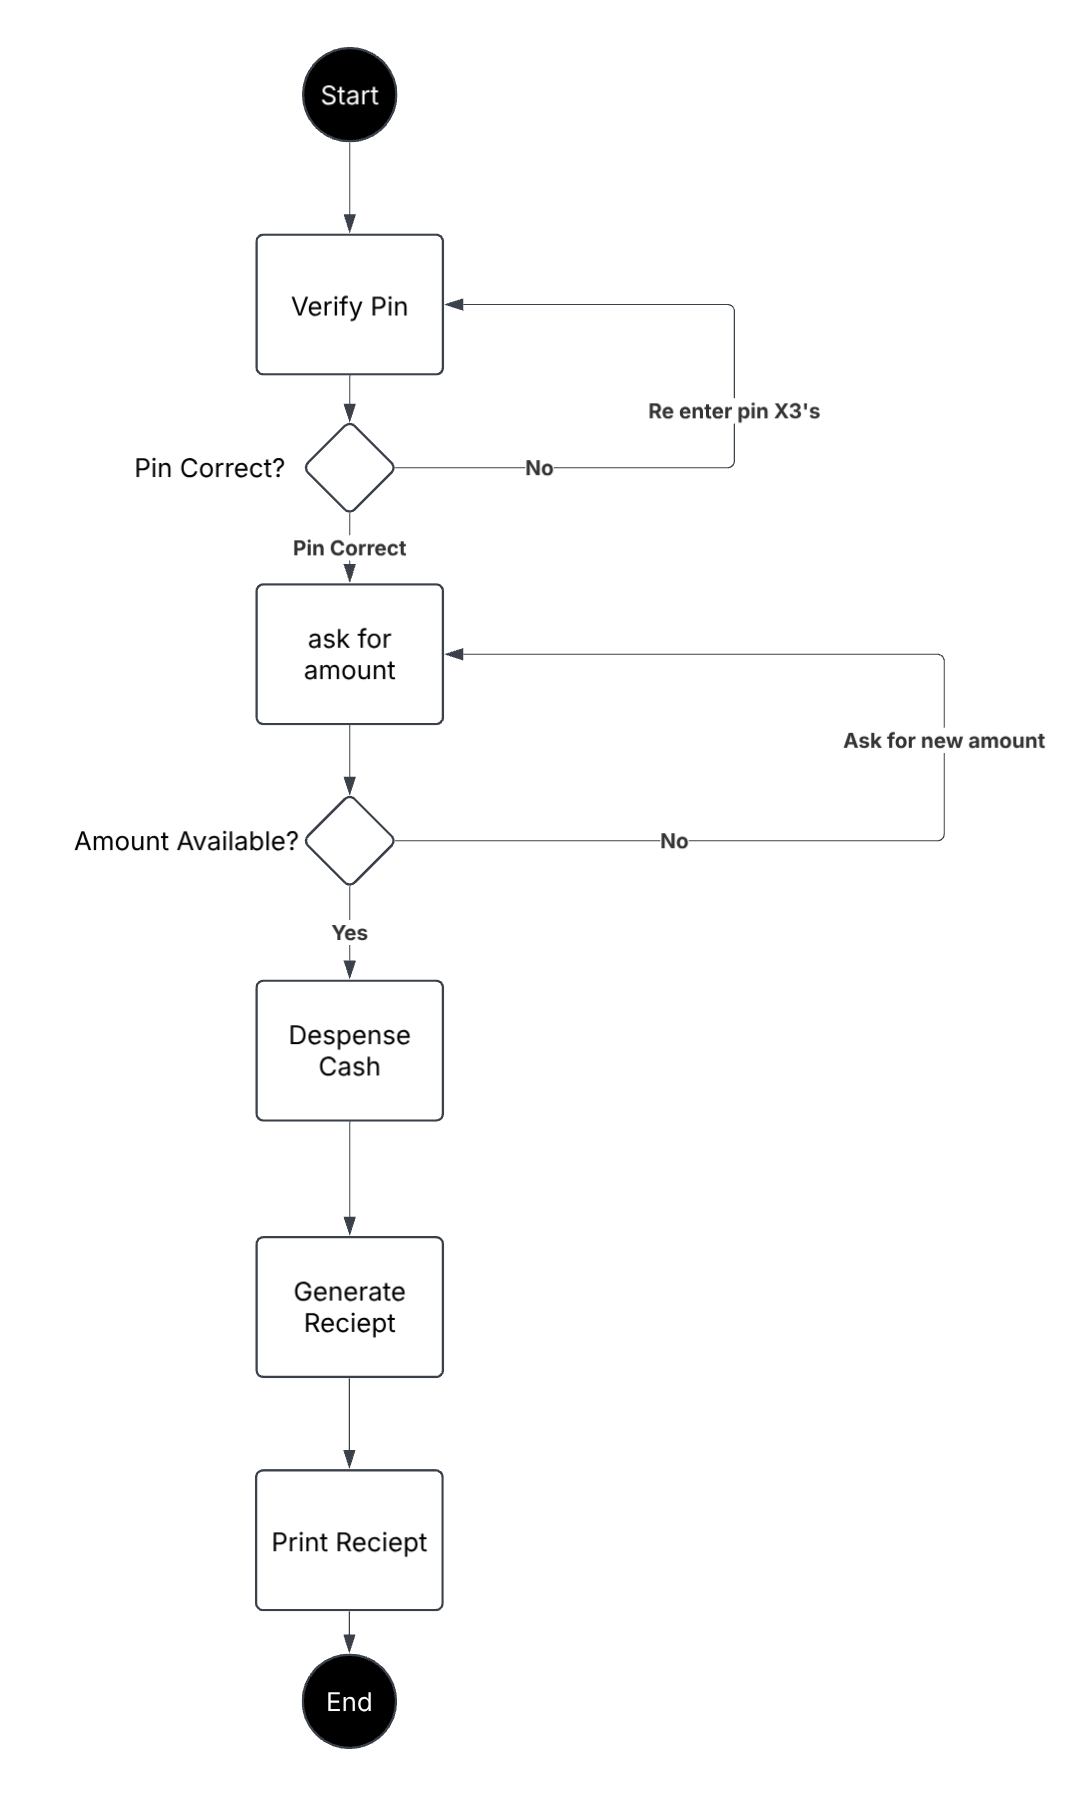 Start
Verify Pin
Re enter pin X3's
Pin Correct?
No
Pin Correct
ask for
amount
Ask for new amount
Amount Available?
No
Yes
Despense
Cash
Generate
Reciept
Print Reciept
End